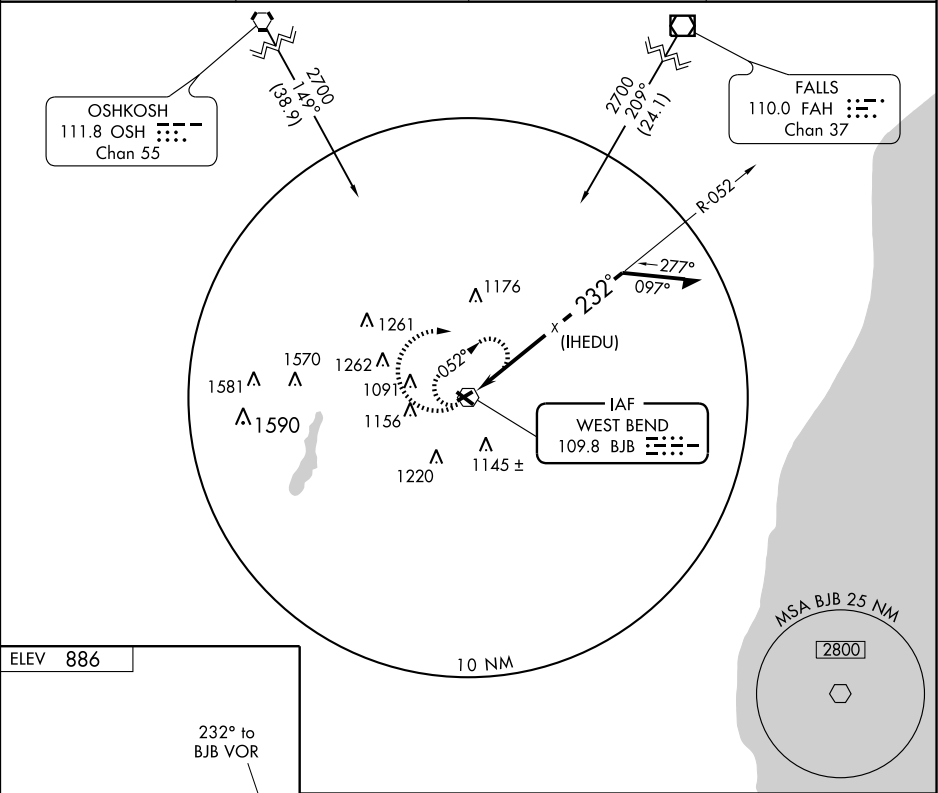 2700
149°
(38.9)
2700
209°
(24.1)
OSHKOSH
111.8 OSH
Chan 55
FALLS
110.0 FAH
Chan 37
R-052
277°
097°
232°
x
(IHEDU)
1176
1261
1262
052°
1570
1581
1091
1590
1156
IAF
WEST BEND
109.8 BJB
1145 ±
1220
10 NM
MSA BJB 25 NM
2800
ELEV 886
232° to
BJB VOR